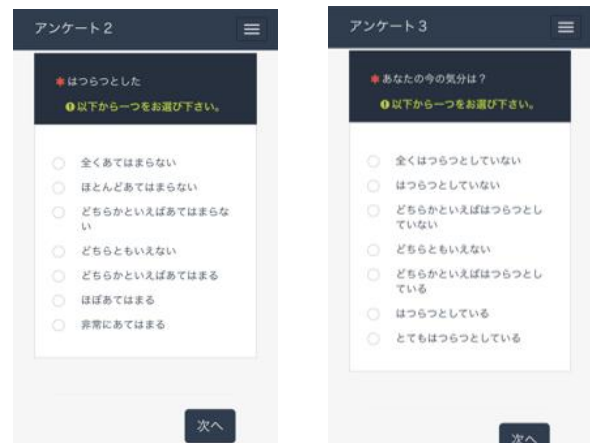 アンケート2
*はつらつとした
以下から一つをお選び下さい。
全くあてはまらない
ほとんどあてはまらない
どちらかといえばあてはまらな
い
どちらともいえない
どちらかといえばあてはまる
ほぼあてはまる
非常にあてはまる
次へ
アンケート3
*あなたの今の気分は？
以下から一つをお選び下さい。
全くはつらつとしていない
はつらつとしていない
どちらかといえばはつらつとし
ていない
どちらともいえない
どちらかといえばはつらつとし
ている
はつらつとしている
とてもはつらつとしている
次へ